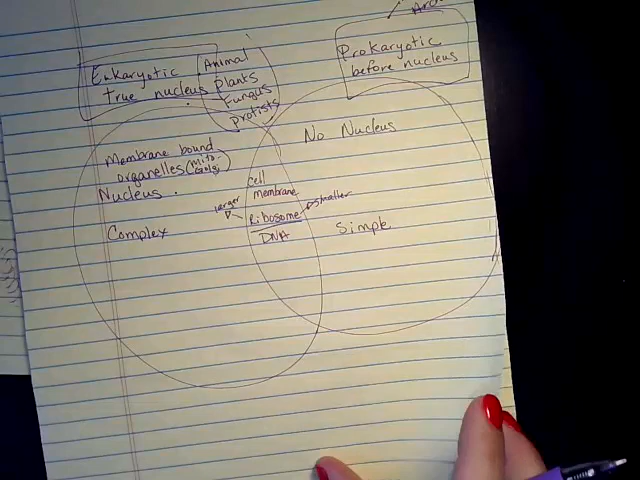 Eukaryotic
true nucleus
Animal
Plants
Fungus
protists
Prokaryotic
before nucleus
Membrane bound
organelles (mito-
Golgi)
Nucleus.
Complex
Cell
membrane
larger
Ribosome
smaller
DNA
No Nucleus
Simple